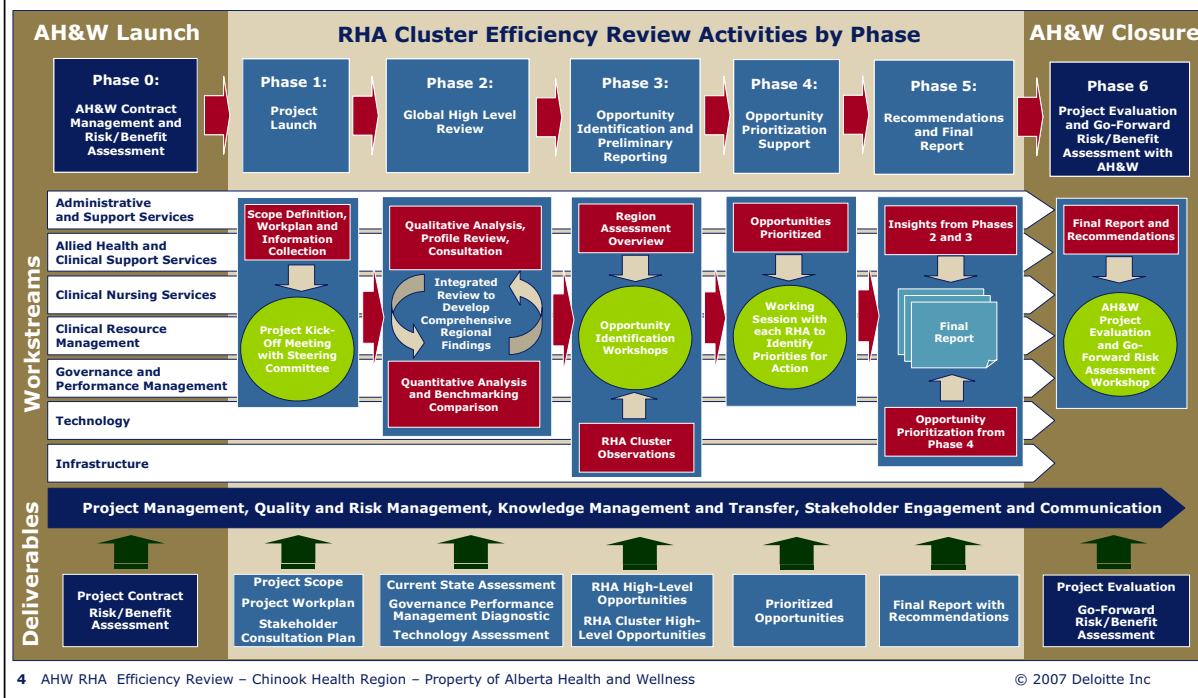 AH&W Launch
RHA Cluster Efficiency Review Activities by Phase
AH&W Closure
Phase 0:
AH&W Contract
Management and
Risk/Benefit
Assessment
Phase 1:
Project
Launch
Phase 2:
Global High Level
Review
Phase 3:
Opportunity
Identification and
Preliminary
Reporting
Phase 4:
Opportunity
Prioritization
Support
Phase 5:
Recommendations
and Final
Report
Phase 6
Project Evaluation
and Go-Forward
Risk/Benefit
Assessment with
AH&W
Workstreams
Administrative
and Support Services
Allied Health and
Clinical Support Services
Clinical Nursing Services
Clinical Resource
Management
Governance and
Performance Management
Technology
Infrastructure
Scope Definition,
Workplan and
Information
Collection
Project Kick-
Off Meeting
with Steering
Committee
Qualitative Analysis,
Profile Review,
Consultation
Integrated
Review to
Develop
Comprehensive
Regional
Findings
Quantitative Analysis
and Benchmarking
Comparison
Region
Assessment
Overview
Opportunity
Identification
Workshops
RHA Cluster
Observations
Opportunities
Prioritized
Working
Session with
each RHA to
Identify
Priorities for
Action
Insights from Phases
2 and 3
Final
Report
Opportunity
Prioritization from
Phase 4
Final Report and
Recommendations
AH&W
Project
Evaluation
and Go-
Forward Risk
Assessment
Workshop
Deliverables
Project Management, Quality and Risk Management, Knowledge Management and Transfer, Stakeholder Engagement and Communication
Project Contract
Risk/Benefit
Assessment
Project Scope
Project Workplan
Stakeholder
Consultation Plan
Current State Assessment
Governance Performance
Management Diagnostic
Technology Assessment
RHA High-Level
Opportunities
RHA Cluster High-
Level Opportunities
Prioritized
Opportunities
Final Report with
Recommendations
Project Evaluation
Go-Forward
Risk/Benefit
Assessment
4 AHW RHA Efficiency Review – Chinook Health Region – Property of Alberta Health and Wellness
© 2007 Deloitte Inc